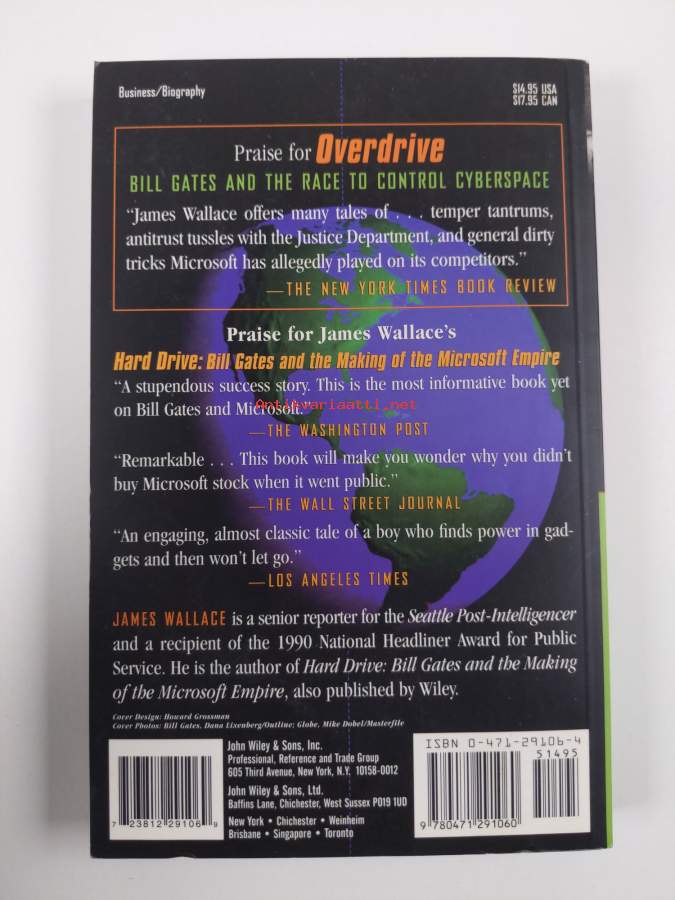 Business/Biography
$14.95 USA
$17.95 CAN
Praise for Overdrive
BILL GATES AND THE RACE TO CONTROL CYBERSPACE
“James Wallace offers many tales of . . . temper tantrums,
antitrust tussles with the Justice Department, and general dirty
tricks Microsoft has allegedly played on its competitors.”
—THE NEW YORK TIMES BOOK REVIEW
Praise for James Wallace’s
Hard Drive: Bill Gates and the Making of the Microsoft Empire
“A stupendous success story. This is the most informative book yet
on Bill Gates and Microsoft.”
Antikvariaatti.net
—THE WASHINGTON POST
“Remarkable . . . This book will make you wonder why you didn’t
buy Microsoft stock when it went public.”
—THE WALL STREET JOURNAL
“An engaging, almost classic tale of a boy who finds power in gad-
gets and then won’t let go.”
—LOS ANGELES TIMES
JAMES WALLACE is a senior reporter for the Seattle Post-Intelligencer
and a recipient of the 1990 National Headliner Award for Public
Service. He is the author of Hard Drive: Bill Gates and the Making
of the Microsoft Empire, also published by Wiley.
Cover Design: Howard Grossman
Cover Photos: Bill Gates, Dana Lixenberg/Outline; Globe, Mike Dobel/Masterfile
John Wiley & Sons, Inc.
Professional, Reference and Trade Group
605 Third Avenue, New York, N.Y. 10158-0012
John Wiley & Sons, Ltd.
Baffins Lane, Chichester, West Sussex PO19 1UD
New York • Chichester • Weinheim
Brisbane • Singapore • Toronto
7 23812 29106 9
ISBN 0-471-29106-4
51495
9 780471 291060